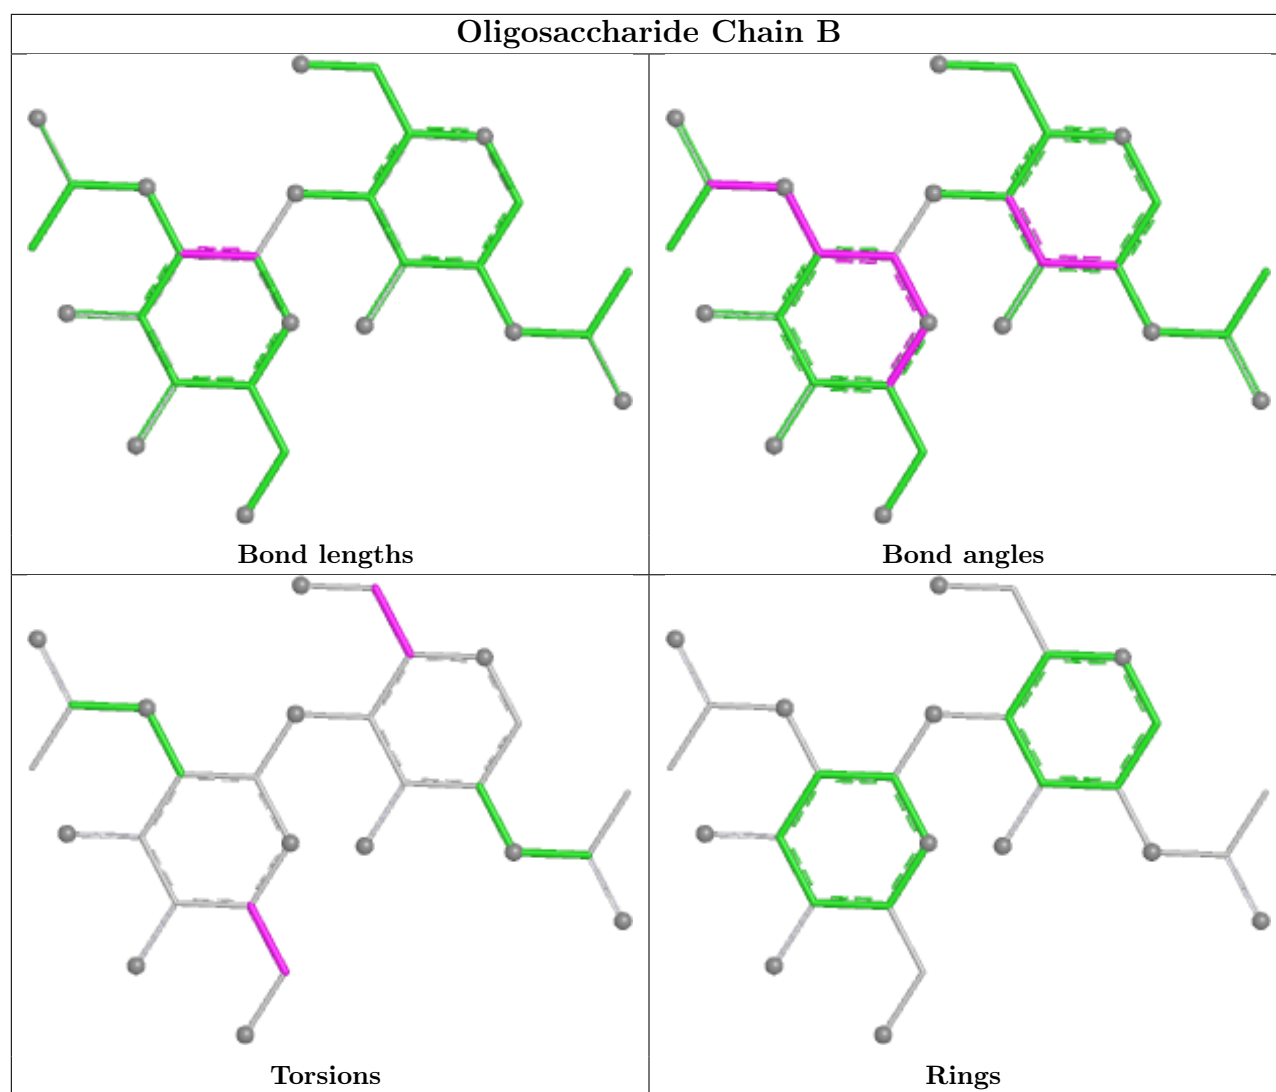 Oligosaccharide Chain B
Bond lengths
Bond angles
Torsions
Rings